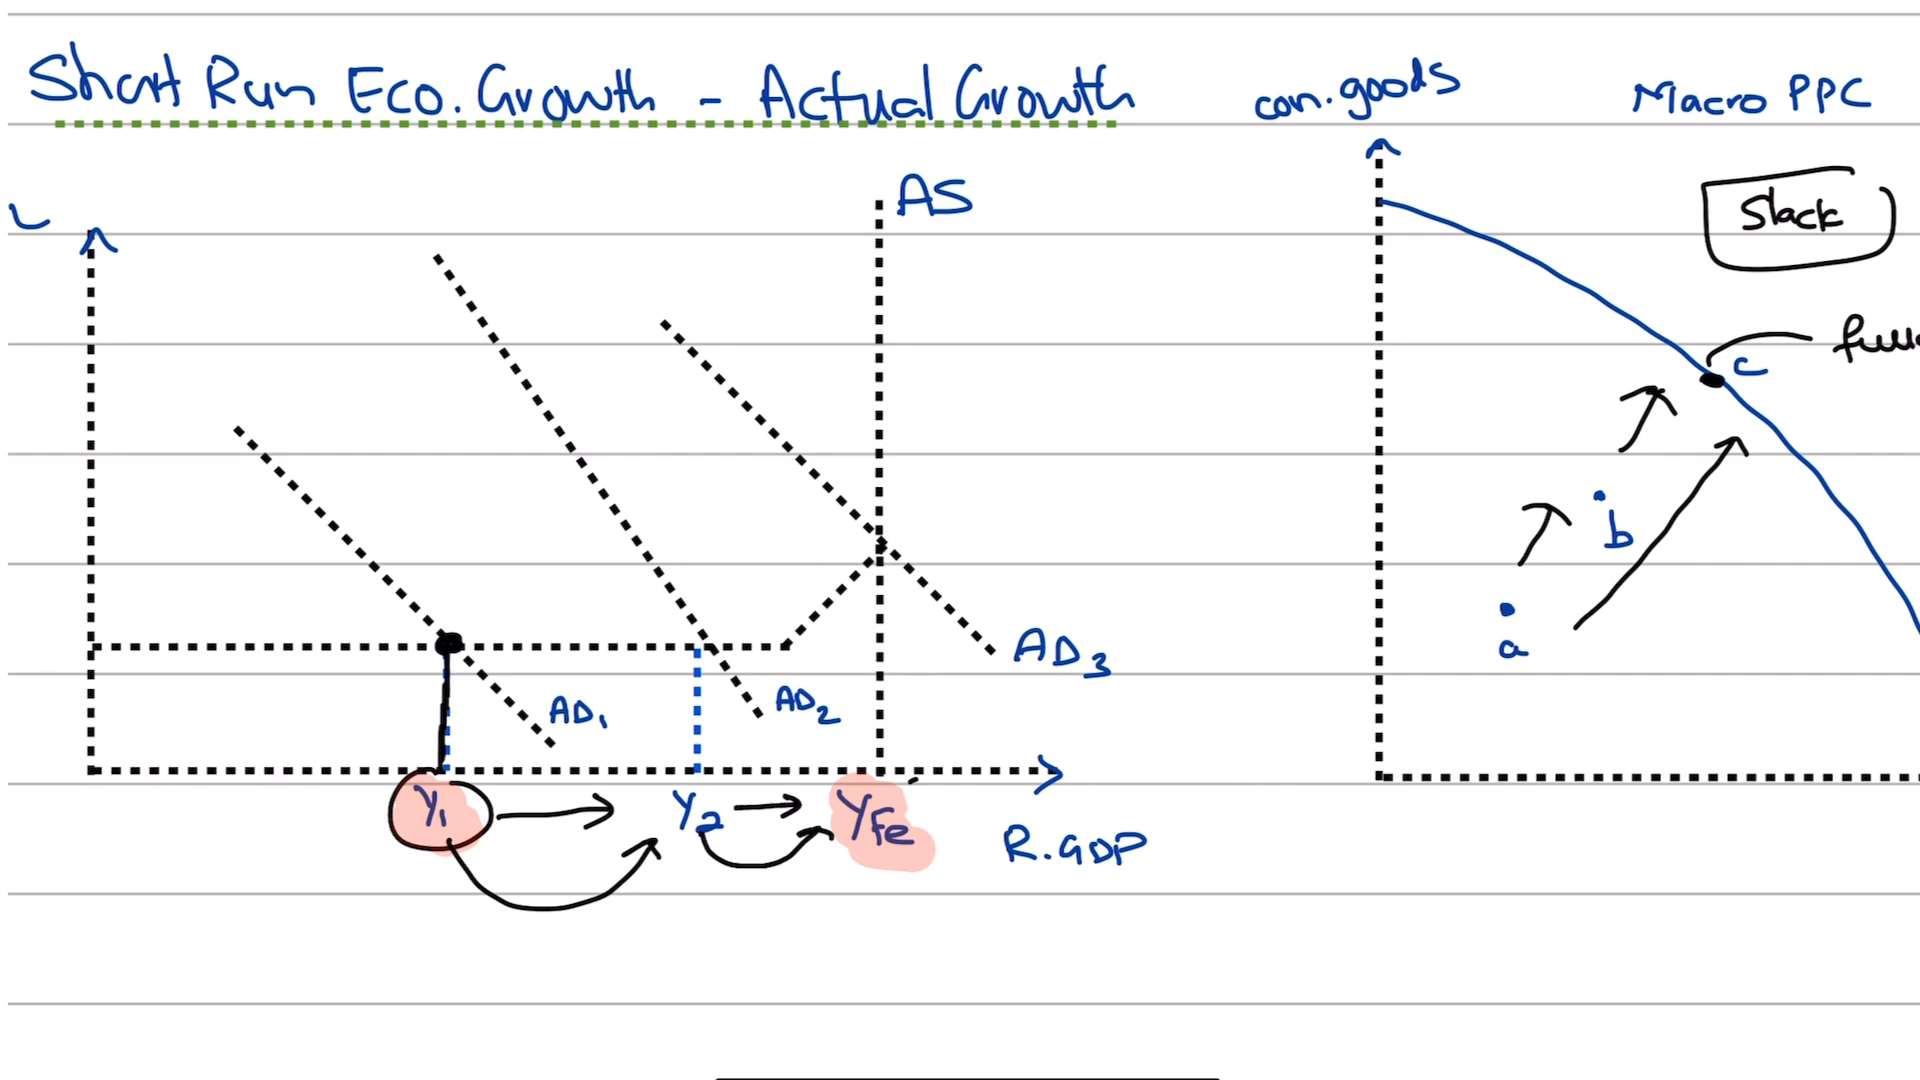 Short Run Eco. Growth - Actual Growth
con. goods
Macro PPC
AS
Slack
c
b
a
AD3
AD1
AD2
Y1
Y2
YFe
R.GDP